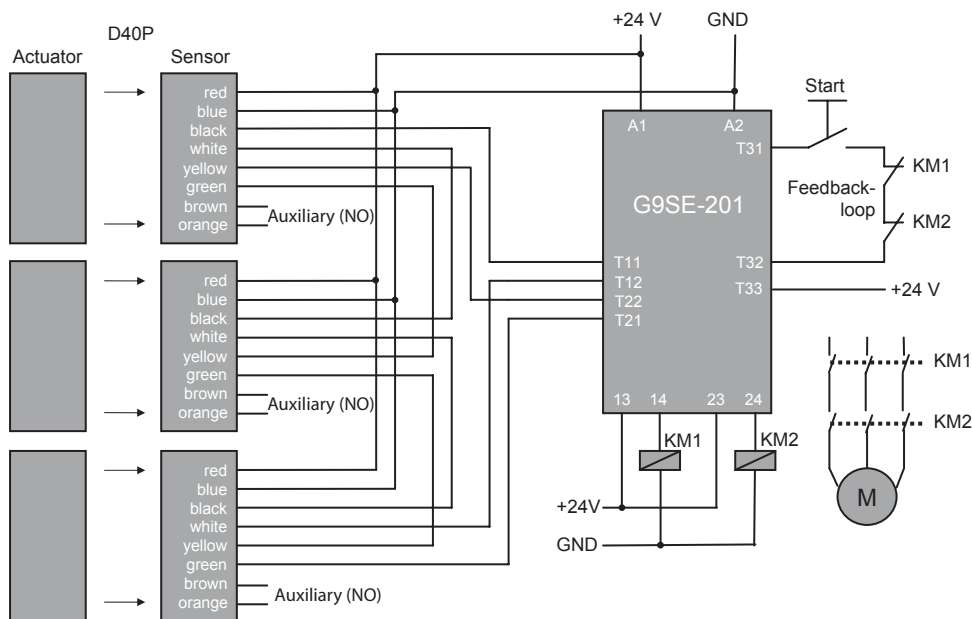 D40P
Actuator
Sensor
red
blue
black
white
yellow
green
brown
orange
Auxiliary (NO)
red
blue
black
white
yellow
green
brown
orange
Auxiliary (NO)
red
blue
black
white
yellow
green
brown
orange
Auxiliary (NO)
+24 V
GND
A1
A2
T31
G9SE-201
T11
T12
T22
T21
T32
T33
13
14
23
24
Start
KM1
Feedback-
loop
KM2
+24 V
KM1
KM2
+24V
GND
KM1
KM2
M